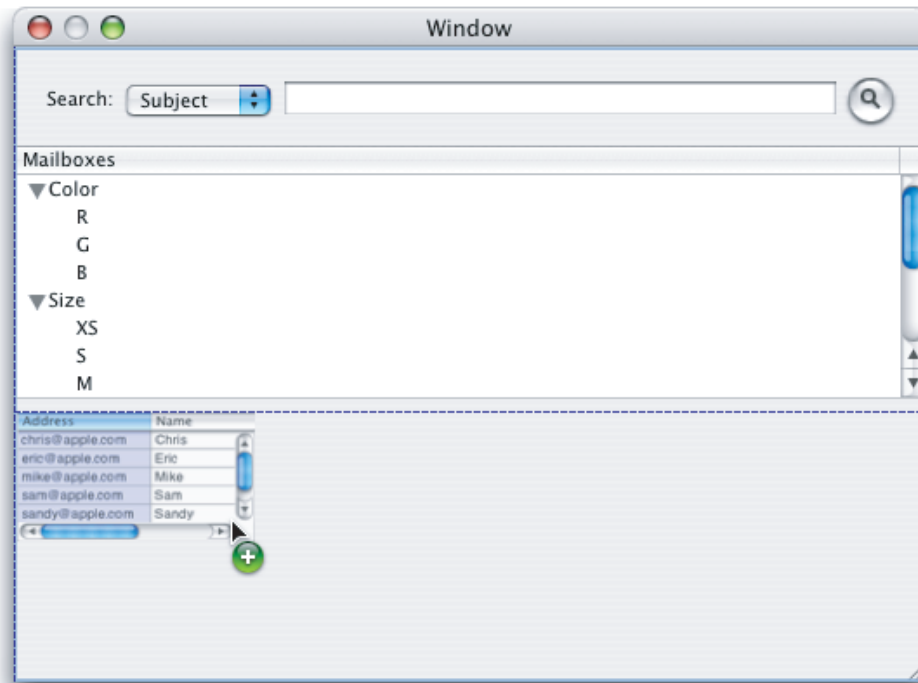 Window
Search: Subject
Mailboxes
Color
R
G
B
Size
XS
S
M
Address Name
chris@apple.com Chris
eric@apple.com Eric
mike@apple.com Mike
sam@apple.com Sam
sandy@apple.com Sandy